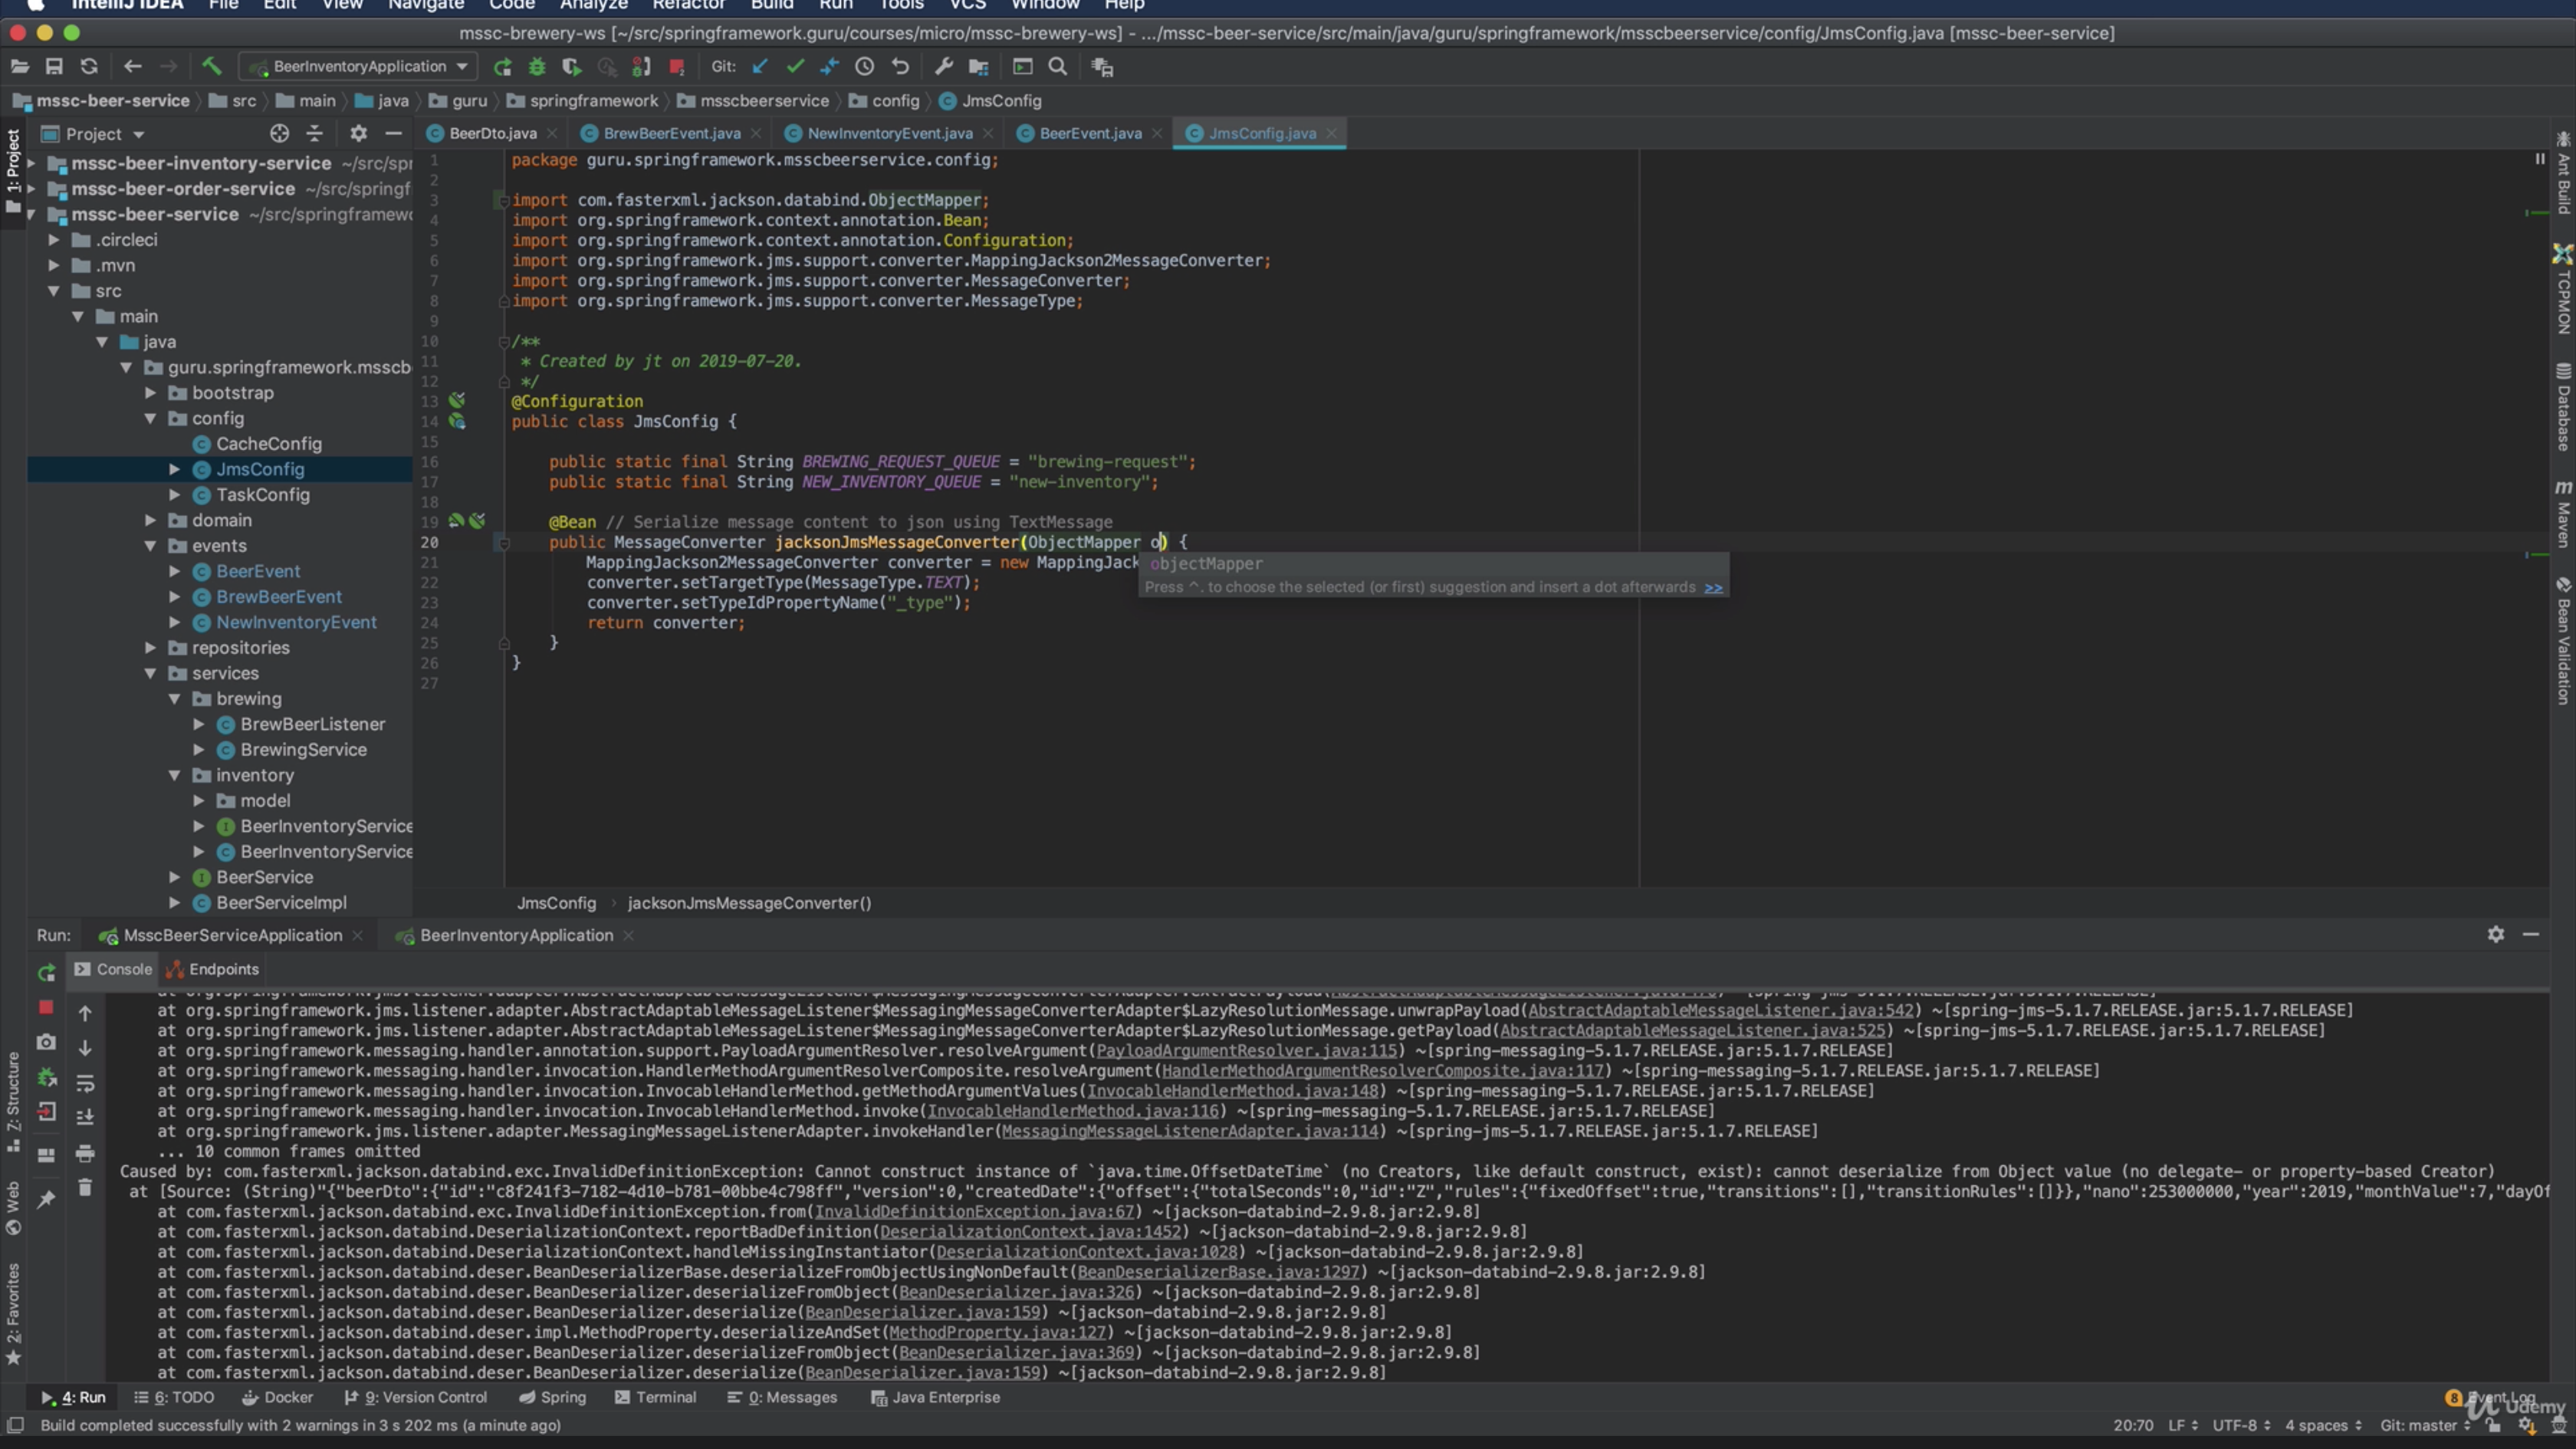 IntelliJ IDEA File Edit View Navigate Code Analyze Refactor Build Run Tools VCS Window Help
mssc-brewery-ws [~/src/springframework.guru/courses/micro/mssc-brewery-ws] - .../mssc-beer-service/src/main/java/guru/springframework/msscbeerservice/config/JmsConfig.java [mssc-beer-service]
BeerInventoryApplication Git:
mssc-beer-service src main java guru springframework msscbeerservice config JmsConfig
Project
BeerDto.java BrewBeerEvent.java NewInventoryEvent.java BeerEvent.java JmsConfig.java
mssc-beer-inventory-service ~/src/spr
mssc-beer-order-service ~/src/springf
mssc-beer-service ~/src/springframewo
.circleci
.mvn
src
main
java
guru.springframework.msscb
bootstrap
config
CacheConfig
JmsConfig
TaskConfig
domain
events
BeerEvent
BrewBeerEvent
NewInventoryEvent
repositories
services
brewing
BrewBeerListener
BrewingService
inventory
model
BeerInventoryService
BeerInventoryService
BeerService
BeerServiceImpl
1 package guru.springframework.msscbeerservice.config;
2
3 import com.fasterxml.jackson.databind.ObjectMapper;
4 import org.springframework.context.annotation.Bean;
5 import org.springframework.context.annotation.Configuration;
6 import org.springframework.jms.support.converter.MappingJackson2MessageConverter;
7 import org.springframework.jms.support.converter.MessageConverter;
8 import org.springframework.jms.support.converter.MessageType;
9
10 /**
11 * Created by jt on 2019-07-20.
12 */
13 @Configuration
14 public class JmsConfig {
15
16 public static final String BREWING_REQUEST_QUEUE = "brewing-request";
17 public static final String NEW_INVENTORY_QUEUE = "new-inventory";
18
19 @Bean // Serialize message content to json using TextMessage
20 public MessageConverter jacksonJmsMessageConverter(ObjectMapper o) {
21 MappingJackson2MessageConverter converter = new MappingJack
objectMapper
22 converter.setTargetType(MessageType.TEXT);
Press ^. to choose the selected (or first) suggestion and insert a dot afterwards >>
23 converter.setTypeIdPropertyName("_type");
24 return converter;
25 }
26 }
27
JmsConfig jacksonJmsMessageConverter()
1: Project
Z: Structure
Web
2: Favorites
Ant Build
TCPMON
Database
Maven
Bean Validation
Run: MsscBeerServiceApplication BeerInventoryApplication
Console Endpoints
at org.springframework.jms.listener.adapter.AbstractAdaptableMessageListener$MessagingMessageConverterAdapter$LazyResolutionMessage.unwrapPayload(AbstractAdaptableMessageListener.java:542) ~[spring-jms-5.1.7.RELEASE.jar:5.1.7.RELEASE]
at org.springframework.jms.listener.adapter.AbstractAdaptableMessageListener$MessagingMessageConverterAdapter$LazyResolutionMessage.getPayload(AbstractAdaptableMessageListener.java:525) ~[spring-jms-5.1.7.RELEASE.jar:5.1.7.RELEASE]
at org.springframework.messaging.handler.annotation.support.PayloadArgumentResolver.resolveArgument(PayloadArgumentResolver.java:115) ~[spring-messaging-5.1.7.RELEASE.jar:5.1.7.RELEASE]
at org.springframework.messaging.handler.invocation.HandlerMethodArgumentResolverComposite.resolveArgument(HandlerMethodArgumentResolverComposite.java:117) ~[spring-messaging-5.1.7.RELEASE.jar:5.1.7.RELEASE]
at org.springframework.messaging.handler.invocation.InvocableHandlerMethod.getMethodArgumentValues(InvocableHandlerMethod.java:148) ~[spring-messaging-5.1.7.RELEASE.jar:5.1.7.RELEASE]
at org.springframework.messaging.handler.invocation.InvocableHandlerMethod.invoke(InvocableHandlerMethod.java:116) ~[spring-messaging-5.1.7.RELEASE.jar:5.1.7.RELEASE]
at org.springframework.jms.listener.adapter.MessagingMessageListenerAdapter.invokeHandler(MessagingMessageListenerAdapter.java:114) ~[spring-jms-5.1.7.RELEASE.jar:5.1.7.RELEASE]
... 10 common frames omitted
Caused by: com.fasterxml.jackson.databind.exc.InvalidDefinitionException: Cannot construct instance of `java.time.OffsetDateTime` (no Creators, like default construct, exist): cannot deserialize from Object value (no delegate- or property-based Creator)
at [Source: (String)"{"beerDto":{"id":"c8f241f3-7182-4d10-b781-00bbe4c798ff","version":0,"createdDate":{"offset":{"totalSeconds":0,"id":"Z","rules":{"fixedOffset":true,"transitions":[],"transitionRules":[]}},"nano":253000000,"year":2019,"monthValue":7,"dayOf
at com.fasterxml.jackson.databind.exc.InvalidDefinitionException.from(InvalidDefinitionException.java:67) ~[jackson-databind-2.9.8.jar:2.9.8]
at com.fasterxml.jackson.databind.DeserializationContext.reportBadDefinition(DeserializationContext.java:1452) ~[jackson-databind-2.9.8.jar:2.9.8]
at com.fasterxml.jackson.databind.DeserializationContext.handleMissingInstantiator(DeserializationContext.java:1028) ~[jackson-databind-2.9.8.jar:2.9.8]
at com.fasterxml.jackson.databind.deser.BeanDeserializerBase.deserializeFromObjectUsingNonDefault(BeanDeserializerBase.java:1297) ~[jackson-databind-2.9.8.jar:2.9.8]
at com.fasterxml.jackson.databind.deser.BeanDeserializer.deserializeFromObject(BeanDeserializer.java:326) ~[jackson-databind-2.9.8.jar:2.9.8]
at com.fasterxml.jackson.databind.deser.BeanDeserializer.deserialize(BeanDeserializer.java:159) ~[jackson-databind-2.9.8.jar:2.9.8]
at com.fasterxml.jackson.databind.deser.impl.MethodProperty.deserializeAndSet(MethodProperty.java:127) ~[jackson-databind-2.9.8.jar:2.9.8]
at com.fasterxml.jackson.databind.deser.BeanDeserializer.deserializeFromObject(BeanDeserializer.java:369) ~[jackson-databind-2.9.8.jar:2.9.8]
at com.fasterxml.jackson.databind.deser.BeanDeserializer.deserialize(BeanDeserializer.java:159) ~[jackson-databind-2.9.8.jar:2.9.8]
4: Run 6: TODO Docker 9: Version Control Spring Terminal 0: Messages Java Enterprise 8 Event Log
Build completed successfully with 2 warnings in 3 s 202 ms (a minute ago) 20:70 LF UTF-8 4 spaces Git: master
Udemy